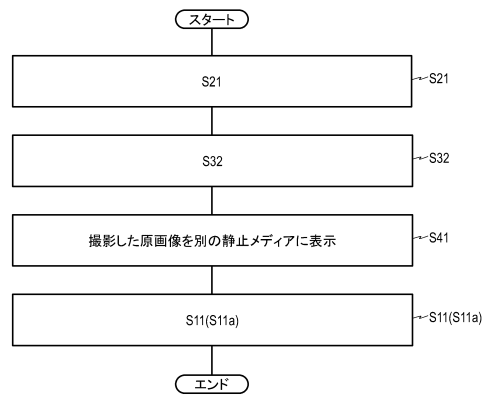 スタート
S21
S21
S32
S32
撮影した原画像を別の静止メディアに表示
S41
S11(S11a)
S11(S11a)
エンド